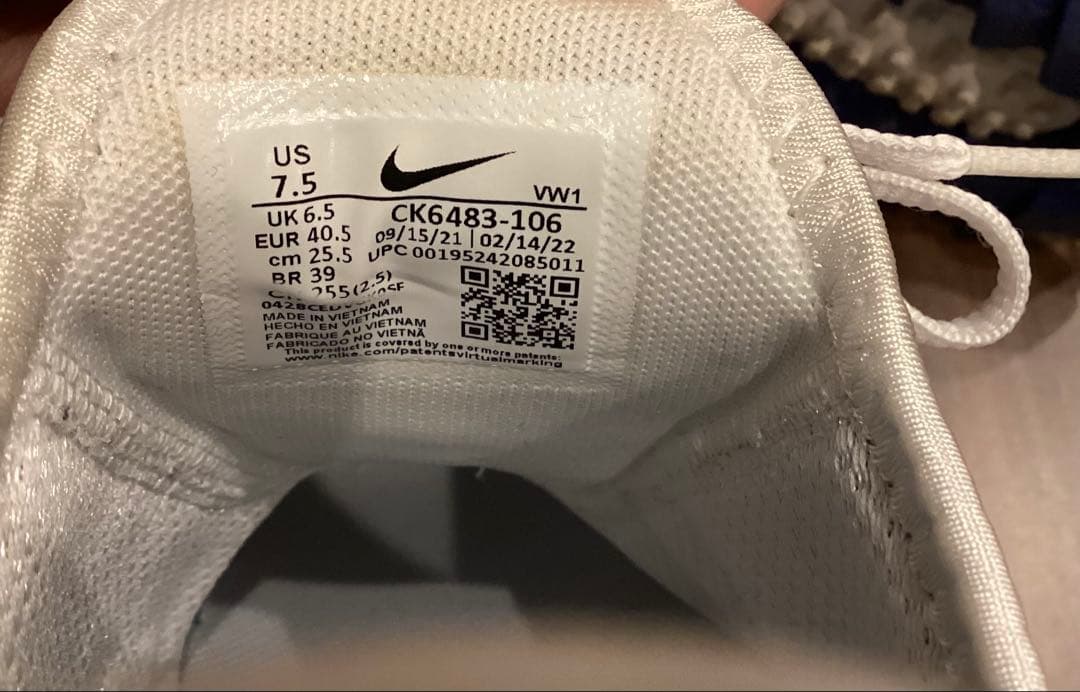 US
7.5
VW1
UK 6.5
CK6483-106
EUR 40.5
09/15/21 | 02/14/22
cm 25.5
UPC 00195242085011
BR 39
255(2.5)
MADE IN VIETNAM
HECHO EN VIETNAM
FABRIQUE AU VIETNAM
FABRICADO NO VIETNÃ
This product is covered by one or more patents:
www.nike.com/patentsvirtualmarking